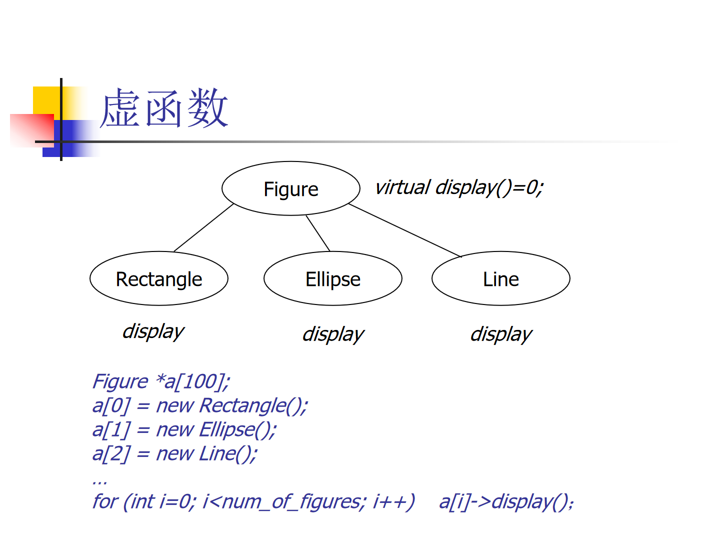 虚函数
Figure virtual display()=0;
Rectangle Ellipse Line
display display display
Figure *a[100];
a[0] = new Rectangle();
a[1] = new Ellipse();
a[2] = new Line();
…
for (int i=0; i<num_of_figures; i++) a[i]->display();